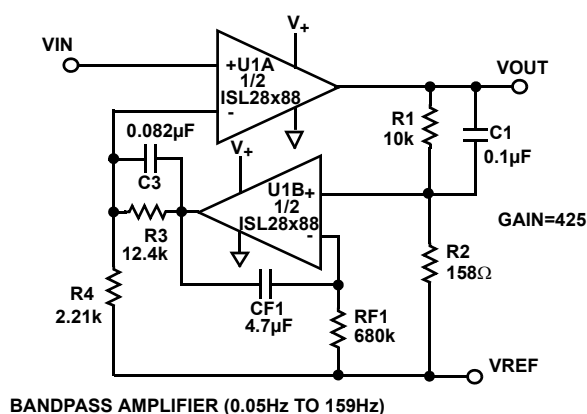 V+
VIN
+U1A
1/2
ISL28x88
-
VOUT
R1
10k
C1
0.1µF
0.082µF
C3
V+
U1B+
1/2
ISL28x88
-
GAIN=425
R3
12.4k
R2
158Ω
R4
2.21k
CF1
4.7µF
RF1
680k
VREF
BANDPASS AMPLIFIER (0.05Hz TO 159Hz)